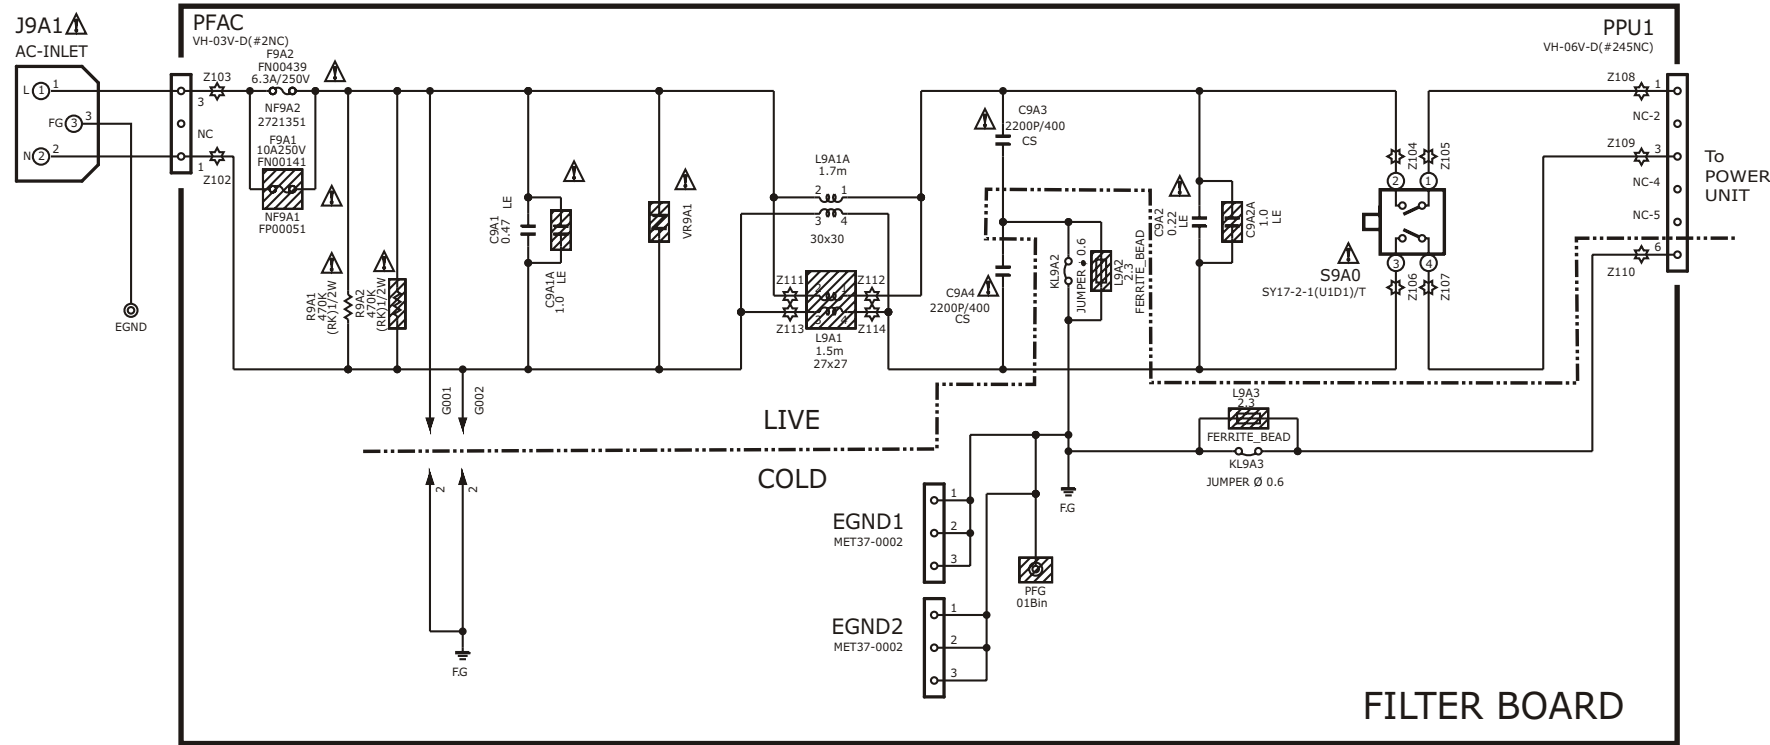 J9A1
AC-INLET
L 1 1
FG 3 3
N 2 2
EGND
PFAC
VH-03V-D(#2NC)
Z103
3
NC
1
Z102
F9A2
FN00439
6.3A/250V
NF9A2
2721351
F9A1
10A250V
FN00141
NF9A1
FP00051
R9A1
470K
(RK)1/2W
R9A2
470K
(RK)1/2W
G001
G002
2
2
F.G
C9A1
0.47
LE
C9A1A
1.0
LE
VR9A1
L9A1A
1.7m
2 1
3 4
30x30
Z111
Z112
2 1
3 4
Z113
Z114
L9A1
1.5m
27x27
LIVE
COLD
C9A3
2200P/400
CS
C9A4
2200P/400
CS
KL9A2
JUMPER Ø 0.6
L9A2
2.3
FERRITE_BEAD
C9A2
0.22
LE
C9A2A
1.0
LE
Z104
Z105
2 1
3 4
Z106
Z107
S9A0
SY17-2-1(U1D1)/T
L9A3
2.3
FERRITE_BEAD
KL9A3
JUMPER Ø 0.6
F.G
EGND1
MET37-0002
1
2
3
EGND2
MET37-0002
1
2
3
PFG
01Bin
PPU1
VH-06V-D(#245NC)
Z108
1
NC-2
Z109
3
NC-4
NC-5
6
Z110
To
POWER
UNIT
FILTER BOARD